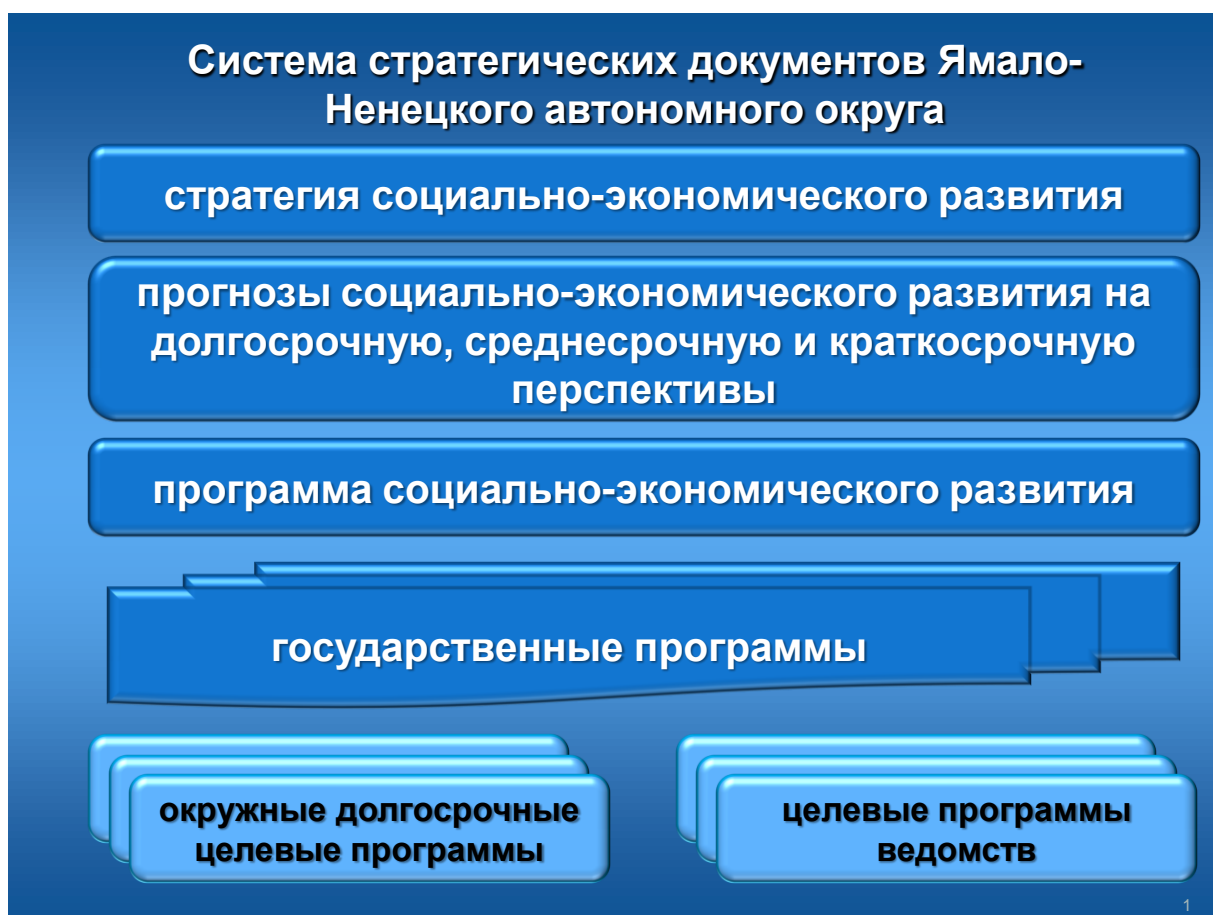 Система стратегических документов Ямало-
Ненецкого автономного округа
стратегия социально-экономического развития
прогнозы социально-экономического развития на
долгосрочную, среднесрочную и краткосрочную
перспективы
программа социально-экономического развития
государственные программы
окружные долгосрочные
целевые программы
целевые программы
ведомств
1